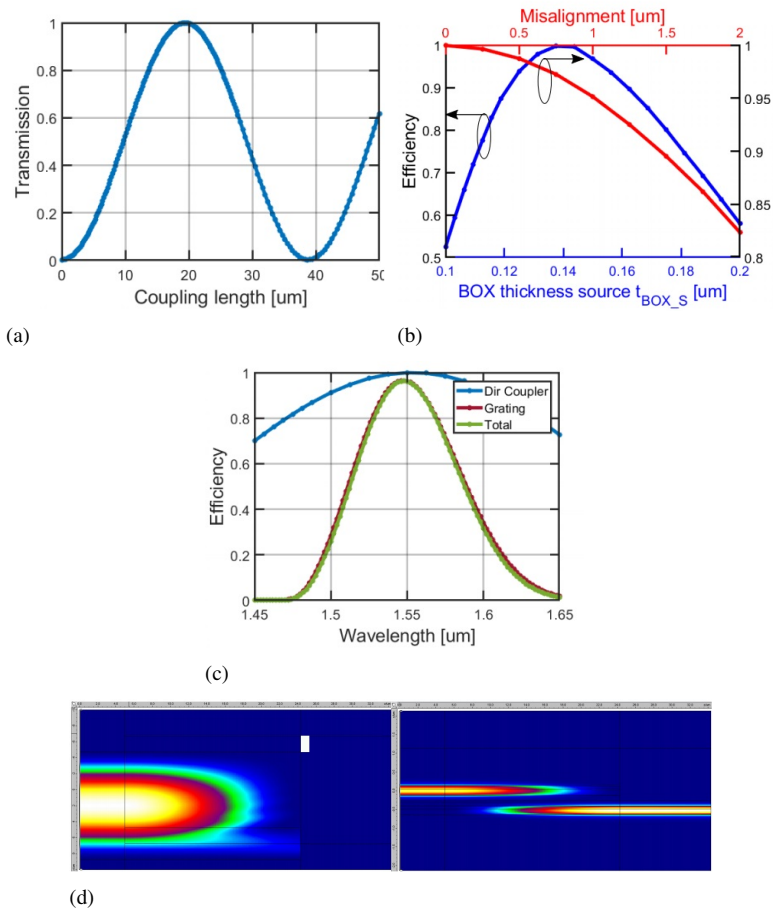 1
0.8
0.6
0.4
0.2
0
Transmission
0 10 20 30 40 50
Coupling length [um]
(a)
Misalignment [um]
0 0.5 1 1.5 2
1
0.9
0.8
0.7
0.6
0.5
Efficiency
1
0.95
0.9
0.85
0.8
0.1 0.12 0.14 0.16 0.18 0.2
BOX thickness source tBOX_S [um]
(b)
1
0.8
0.6
0.4
0.2
0
Efficiency
Dir Coupler
Grating
Total
1.45 1.5 1.55 1.6 1.65
Wavelength [um]
(c)
(d)